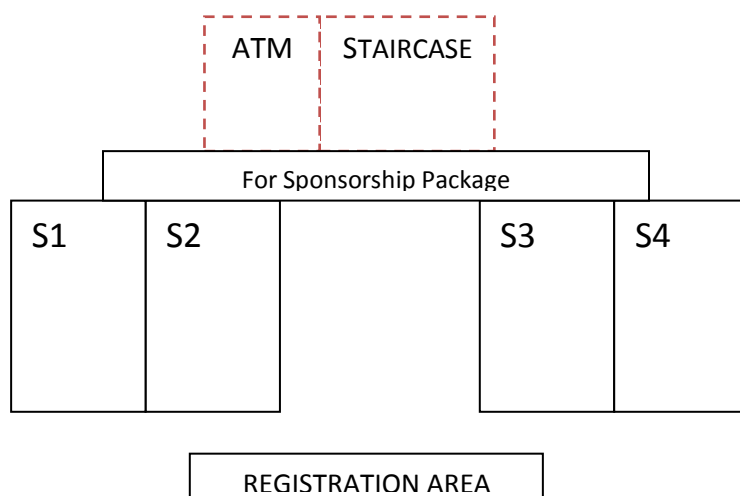 ATM STAIRCASE
For Sponsorship Package
S1 S2 S3 S4
REGISTRATION AREA